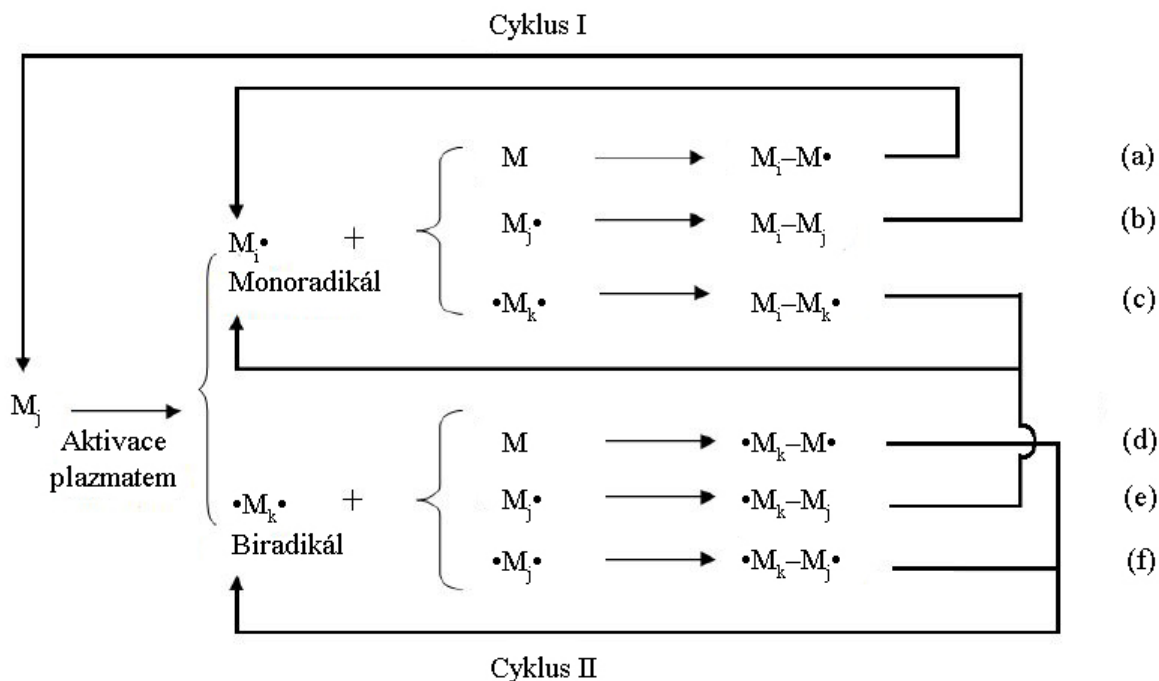 Cyklus I
M ⟶ Mi–M• (a)
Mj• ⟶ Mi–Mj (b)
Mi• +
Monoradikál
•Mk• ⟶ Mi–Mk• (c)
Mj
Aktivace
plazmatem
M ⟶ •Mk–M• (d)
•Mk• + Mj• ⟶ •Mk–Mj (e)
Biradikál
•Mj• ⟶ •Mk–Mj• (f)
Cyklus II